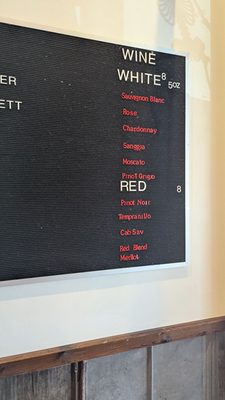 WINE
WHITE 8 5oz
Sauvignon Blanc
Rose
Chardonnay
Sanggia
Moscato
Pinot Grigio
RED 8
Pinot Noir
Tempranillo
Cab Sav
Red Blend
Merlot
ER
ETT